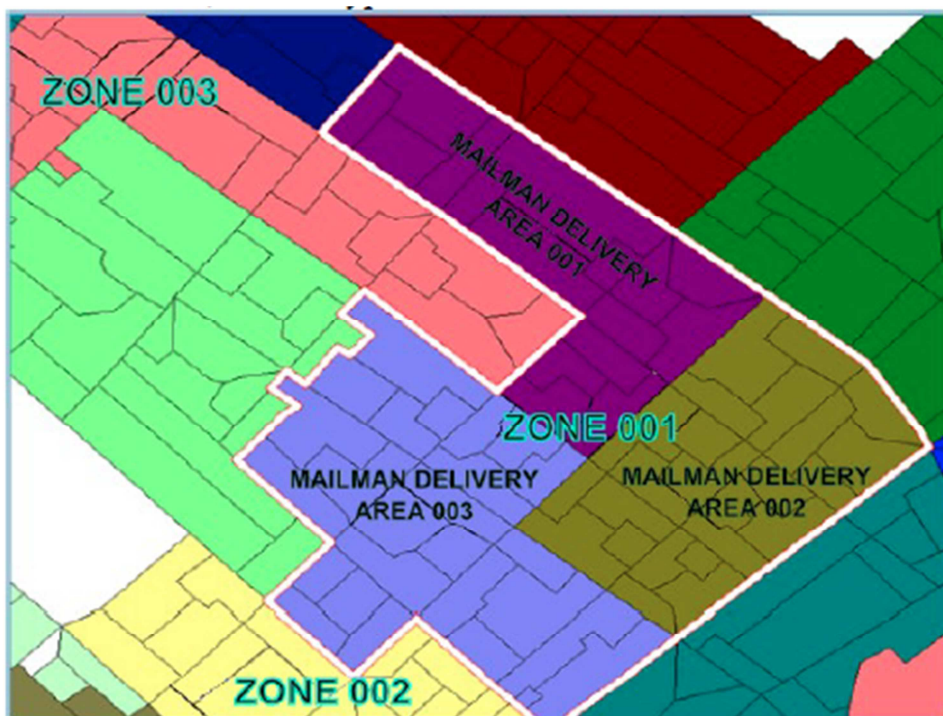 ZONE 003
MAILMAN DELIVERY
AREA 001
ZONE 001
MAILMAN DELIVERY
AREA 003
MAILMAN DELIVERY
AREA 002
ZONE 002